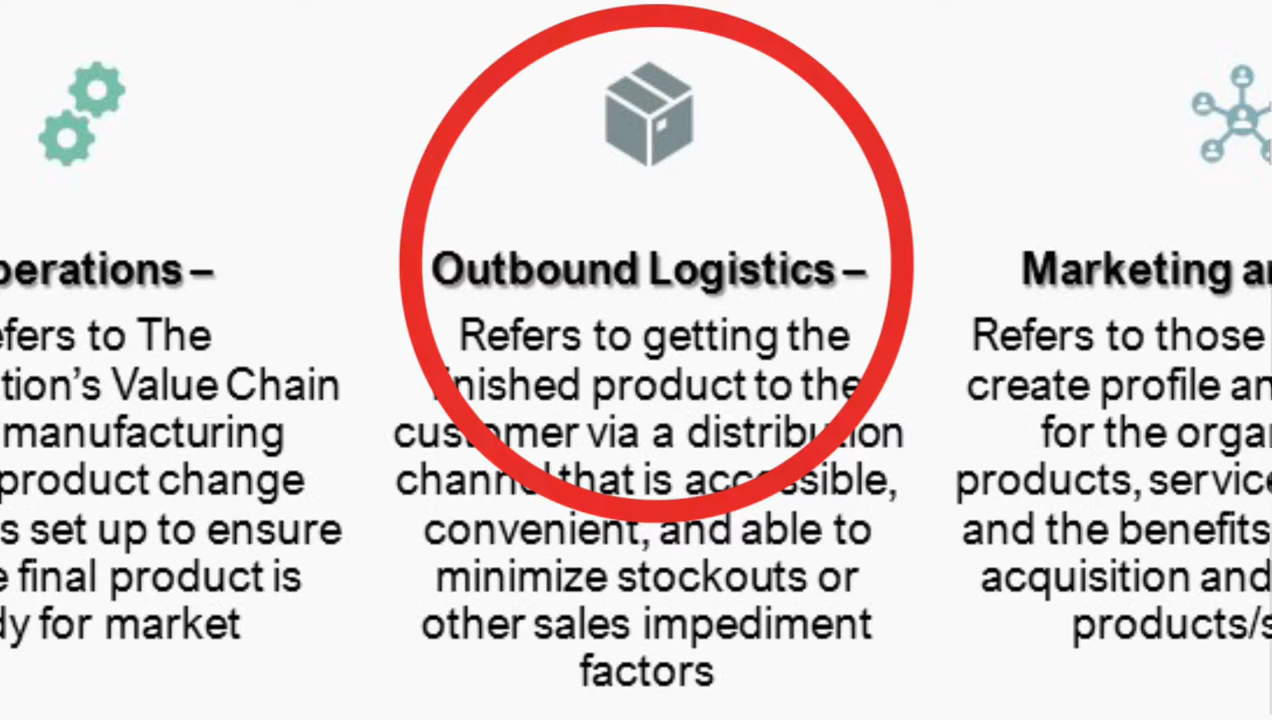 perations –
efers to The
tion's Value Chain
manufacturing
product change
s set up to ensure
e final product is
dy for market
Outbound Logistics –
Refers to getting the
finished product to the
customer via a distribution
channel that is accessible,
convenient, and able to
minimize stockouts or
other sales impediment
factors
Marketing an
Refers to those
create profile an
for the orga
products, service
and the benefits
acquisition and
products/s